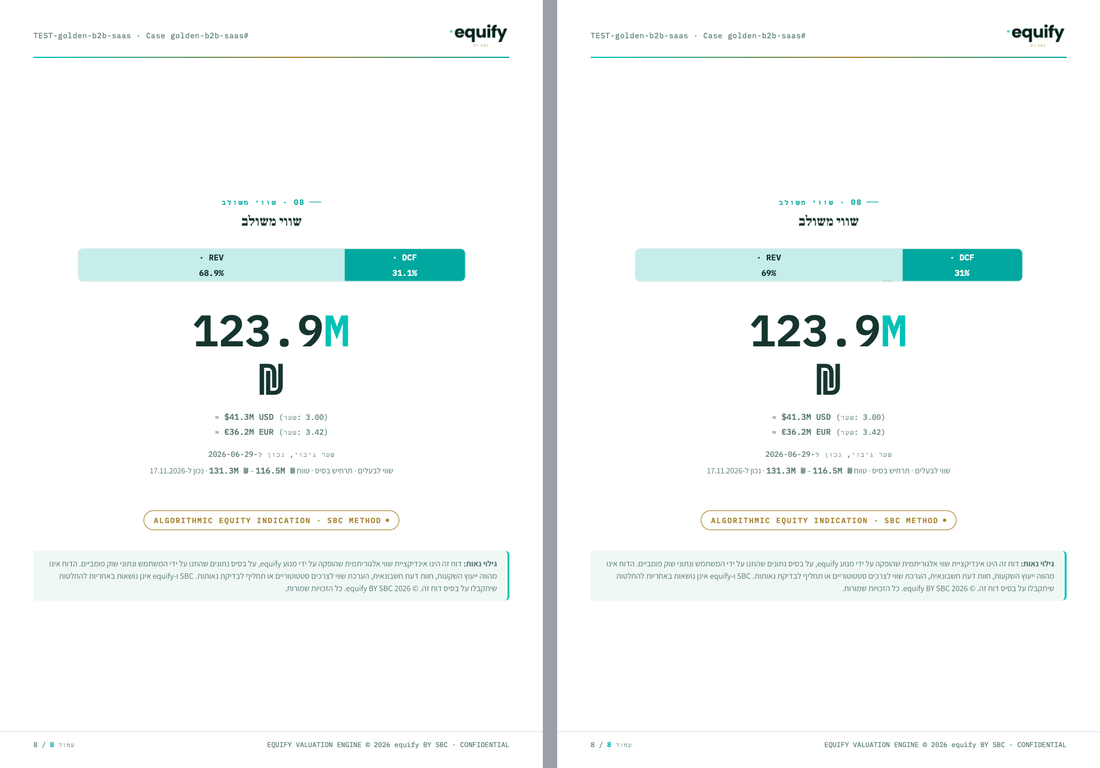 TEST-golden-b2b-saas · Case golden-b2b-saas#
equify
BY SBC
08 · שווי משולב
שווי משולב
· REV
68.9%
· DCF
31.1%
123.9M
₪
≈ $41.3M USD (שער: 3.00)
≈ €36.2M EUR (שער: 3.42)
שער גיבוי, נכון ל-2026-06-29
שווי לבעלים · תרחיש בסיס · טווח ₪ 116.5M – ₪ 131.3M · נכון ל-17.11.2026
ALGORITHMIC EQUITY INDICATION · SBC METHOD
גילוי נאות: דוח זה הינו אינדיקציית שווי אלגוריתמית שהופקה על ידי מנוע equify, על בסיס נתונים שהוזנו על ידי המשתמש ונתוני שוק פומביים. הדוח אינו
מהווה ייעוץ השקעות, חוות דעת חשבונאית, הערכת שווי לצרכים סטטוטוריים או תחליף לבדיקת נאותות. SBC ו-equify אינן נושאות באחריות להחלטות
שיתקבלו על בסיס דוח זה. © 2026 equify BY SBC. כל הזכויות שמורות.
עמוד 8 / 8
EQUIFY VALUATION ENGINE © 2026 equify BY SBC · CONFIDENTIAL
TEST-golden-b2b-saas · Case golden-b2b-saas#
equify
BY SBC
08 · שווי משולב
שווי משולב
· REV
69%
· DCF
31%
123.9M
₪
≈ $41.3M USD (שער: 3.00)
≈ €36.2M EUR (שער: 3.42)
שער גיבוי, נכון ל-2026-06-29
שווי לבעלים · תרחיש בסיס · טווח ₪ 116.5M – ₪ 131.3M · נכון ל-17.11.2026
ALGORITHMIC EQUITY INDICATION · SBC METHOD
גילוי נאות: דוח זה הינו אינדיקציית שווי אלגוריתמית שהופקה על ידי מנוע equify, על בסיס נתונים שהוזנו על ידי המשתמש ונתוני שוק פומביים. הדוח אינו
מהווה ייעוץ השקעות, חוות דעת חשבונאית, הערכת שווי לצרכים סטטוטוריים או תחליף לבדיקת נאותות. SBC ו-equify אינן נושאות באחריות להחלטות
שיתקבלו על בסיס דוח זה. © 2026 equify BY SBC. כל הזכויות שמורות.
עמוד 8 / 8
EQUIFY VALUATION ENGINE © 2026 equify BY SBC · CONFIDENTIAL